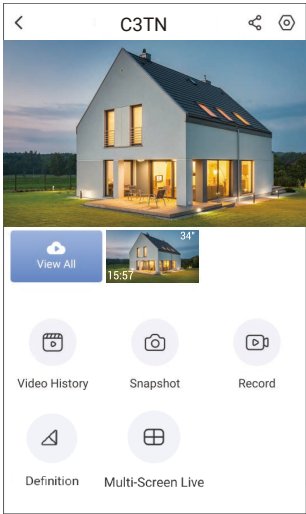 C3TN
View All
34"
15:57
Video History
Snapshot
Record
Definition
Multi-Screen Live